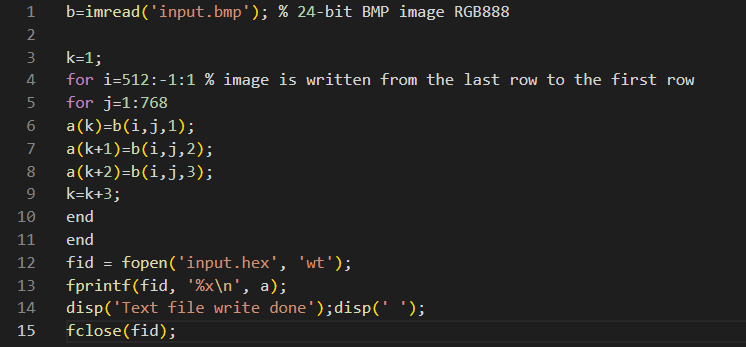 1 b=imread('input.bmp'); % 24-bit BMP image RGB888
2
3 k=1;
4 for i=512:-1:1 % image is written from the last row to the first row
5 for j=1:768
6 a(k)=b(i,j,1);
7 a(k+1)=b(i,j,2);
8 a(k+2)=b(i,j,3);
9 k=k+3;
10 end
11 end
12 fid = fopen('input.hex', 'wt');
13 fprintf(fid, '%x\n', a);
14 disp('Text file write done');disp(' ');
15 fclose(fid);